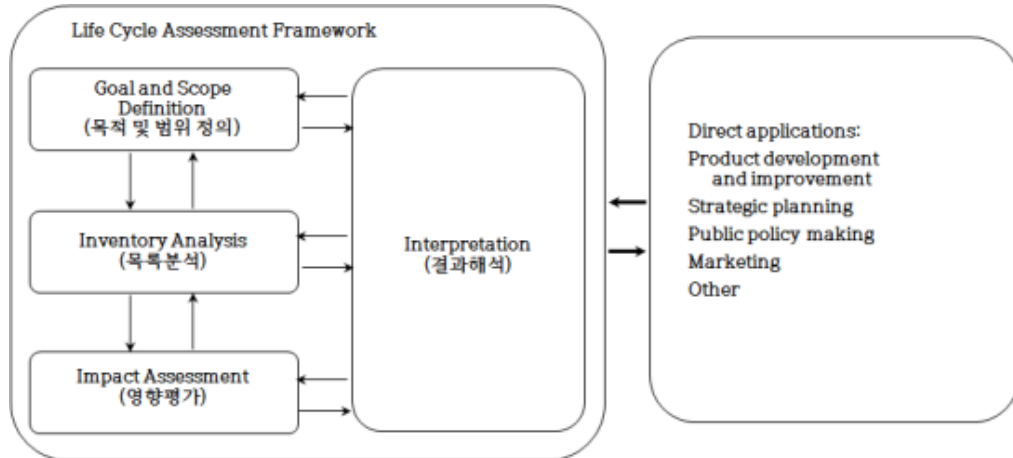 Life Cycle Assessment Framework
Goal and Scope
Definition
(목적 및 범위 정의)
Inventory Analysis
(목록분석)
Impact Assessment
(영향평가)
Interpretation
(결과해석)
Direct applications:
Product development
and improvement
Strategic planning
Public policy making
Marketing
Other